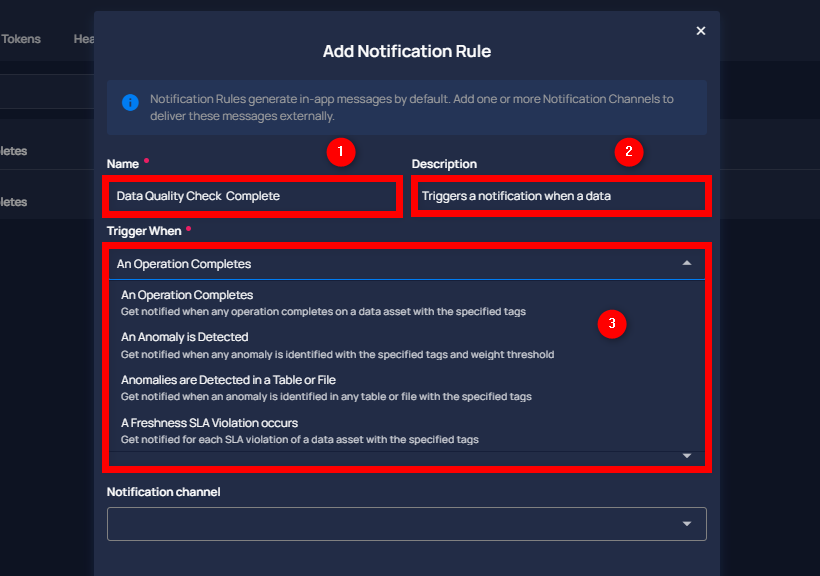 Tokens
Add Notification Rule
Notification Rules generate in-app messages by default. Add one or more Notification Channels to
deliver these messages externally.
1
2
Name *
Description
Data Quality Check Complete
Triggers a notification when a data
Trigger When *
An Operation Completes
An Operation Completes
Get notified when any operation completes on a data asset with the specified tags
An Anomaly is Detected
3
Get notified when any anomaly is identified with the specified tags and weight threshold
Anomalies are Detected in a Table or File
Get notified when an anomaly is identified in any table or file with the specified tags
A Freshness SLA Violation occurs
Get notified for each SLA violation of a data asset with the specified tags
Notification channel